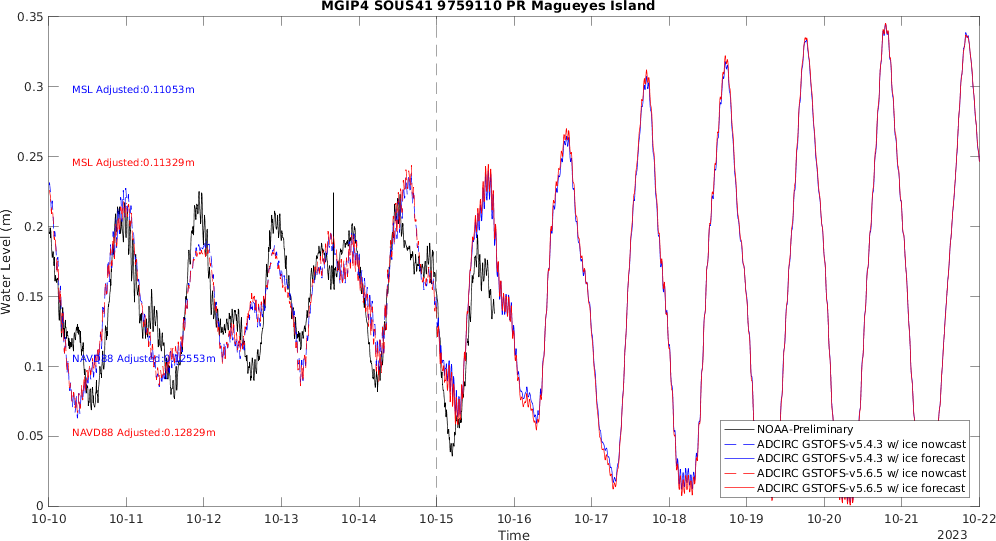 MGIP4 SOUS41 9759110 PR Magueyes Island
0.35
0.3
0.25
0.2
0.15
0.1
0.05
0
Water Level (m)
MSL Adjusted:0.11053m
MSL Adjusted:0.11329m
NAVD88 Adjusted:0.12553m
NAVD88 Adjusted:0.12829m
NOAA-Preliminary
ADCIRC GSTOFS-v5.4.3 w/ ice nowcast
ADCIRC GSTOFS-v5.4.3 w/ ice forecast
ADCIRC GSTOFS-v5.6.5 w/ ice nowcast
ADCIRC GSTOFS-v5.6.5 w/ ice forecast
10-10 10-11 10-12 10-13 10-14 10-15 10-16 10-17 10-18 10-19 10-20 10-21 10-22
Time
2023